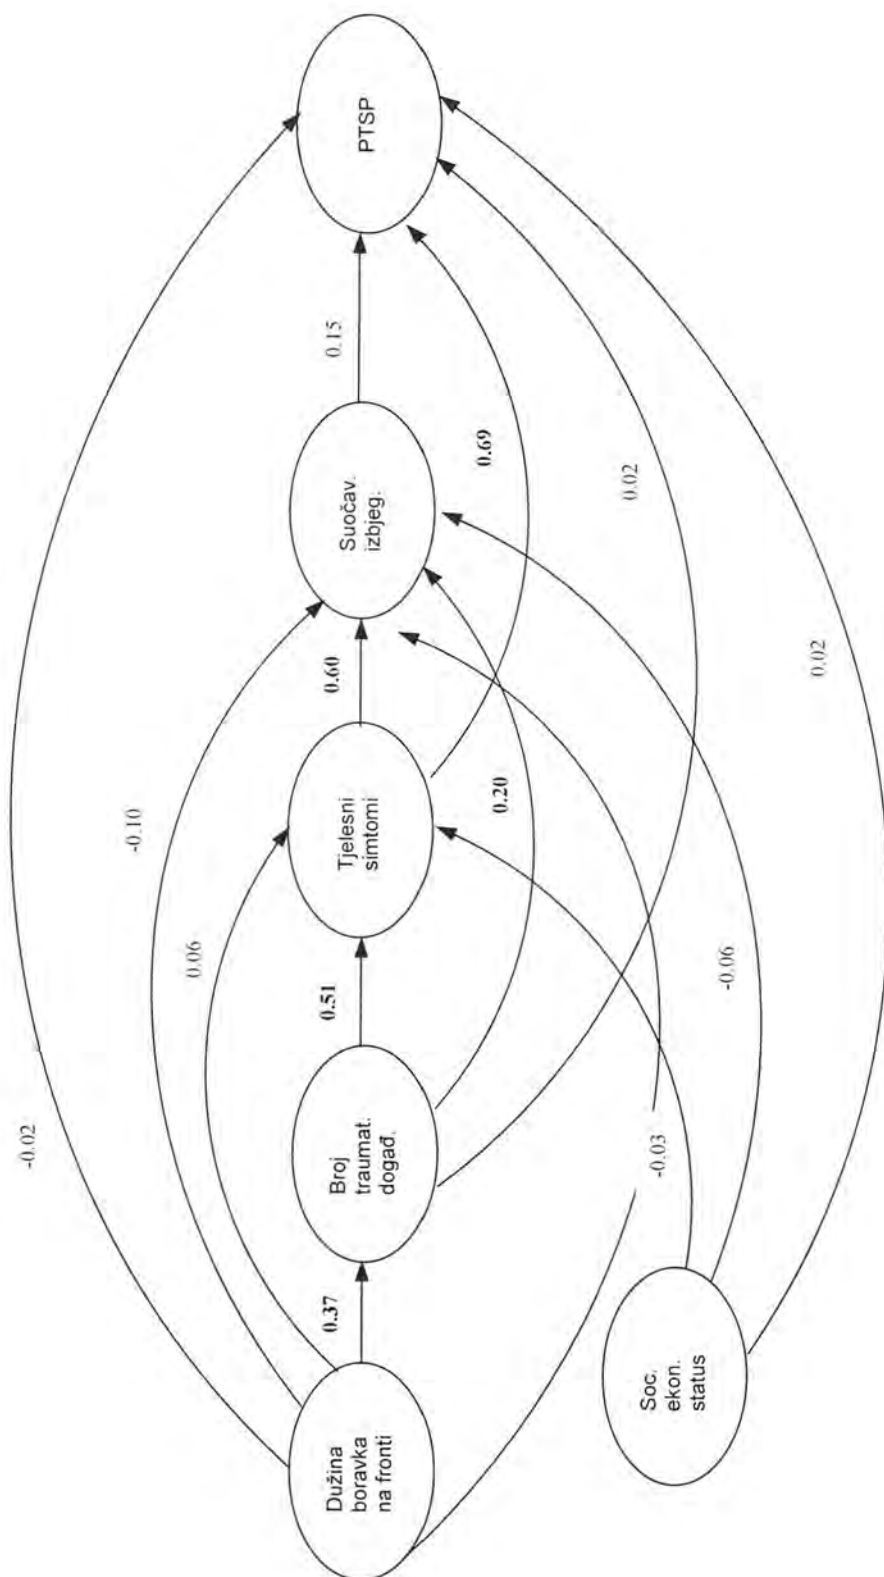 PTSP
0.15
Suočav.
izbjeg.
0.69
0.02
0.02
0.60
Tjelesni
simtomi
0.20
-0.10
0.06
0.51
-0.06
Broj
traumat.
događ.
-0.02
-0.03
0.37
Dužina
boravka
na fronti
Soc.
ekon.
status